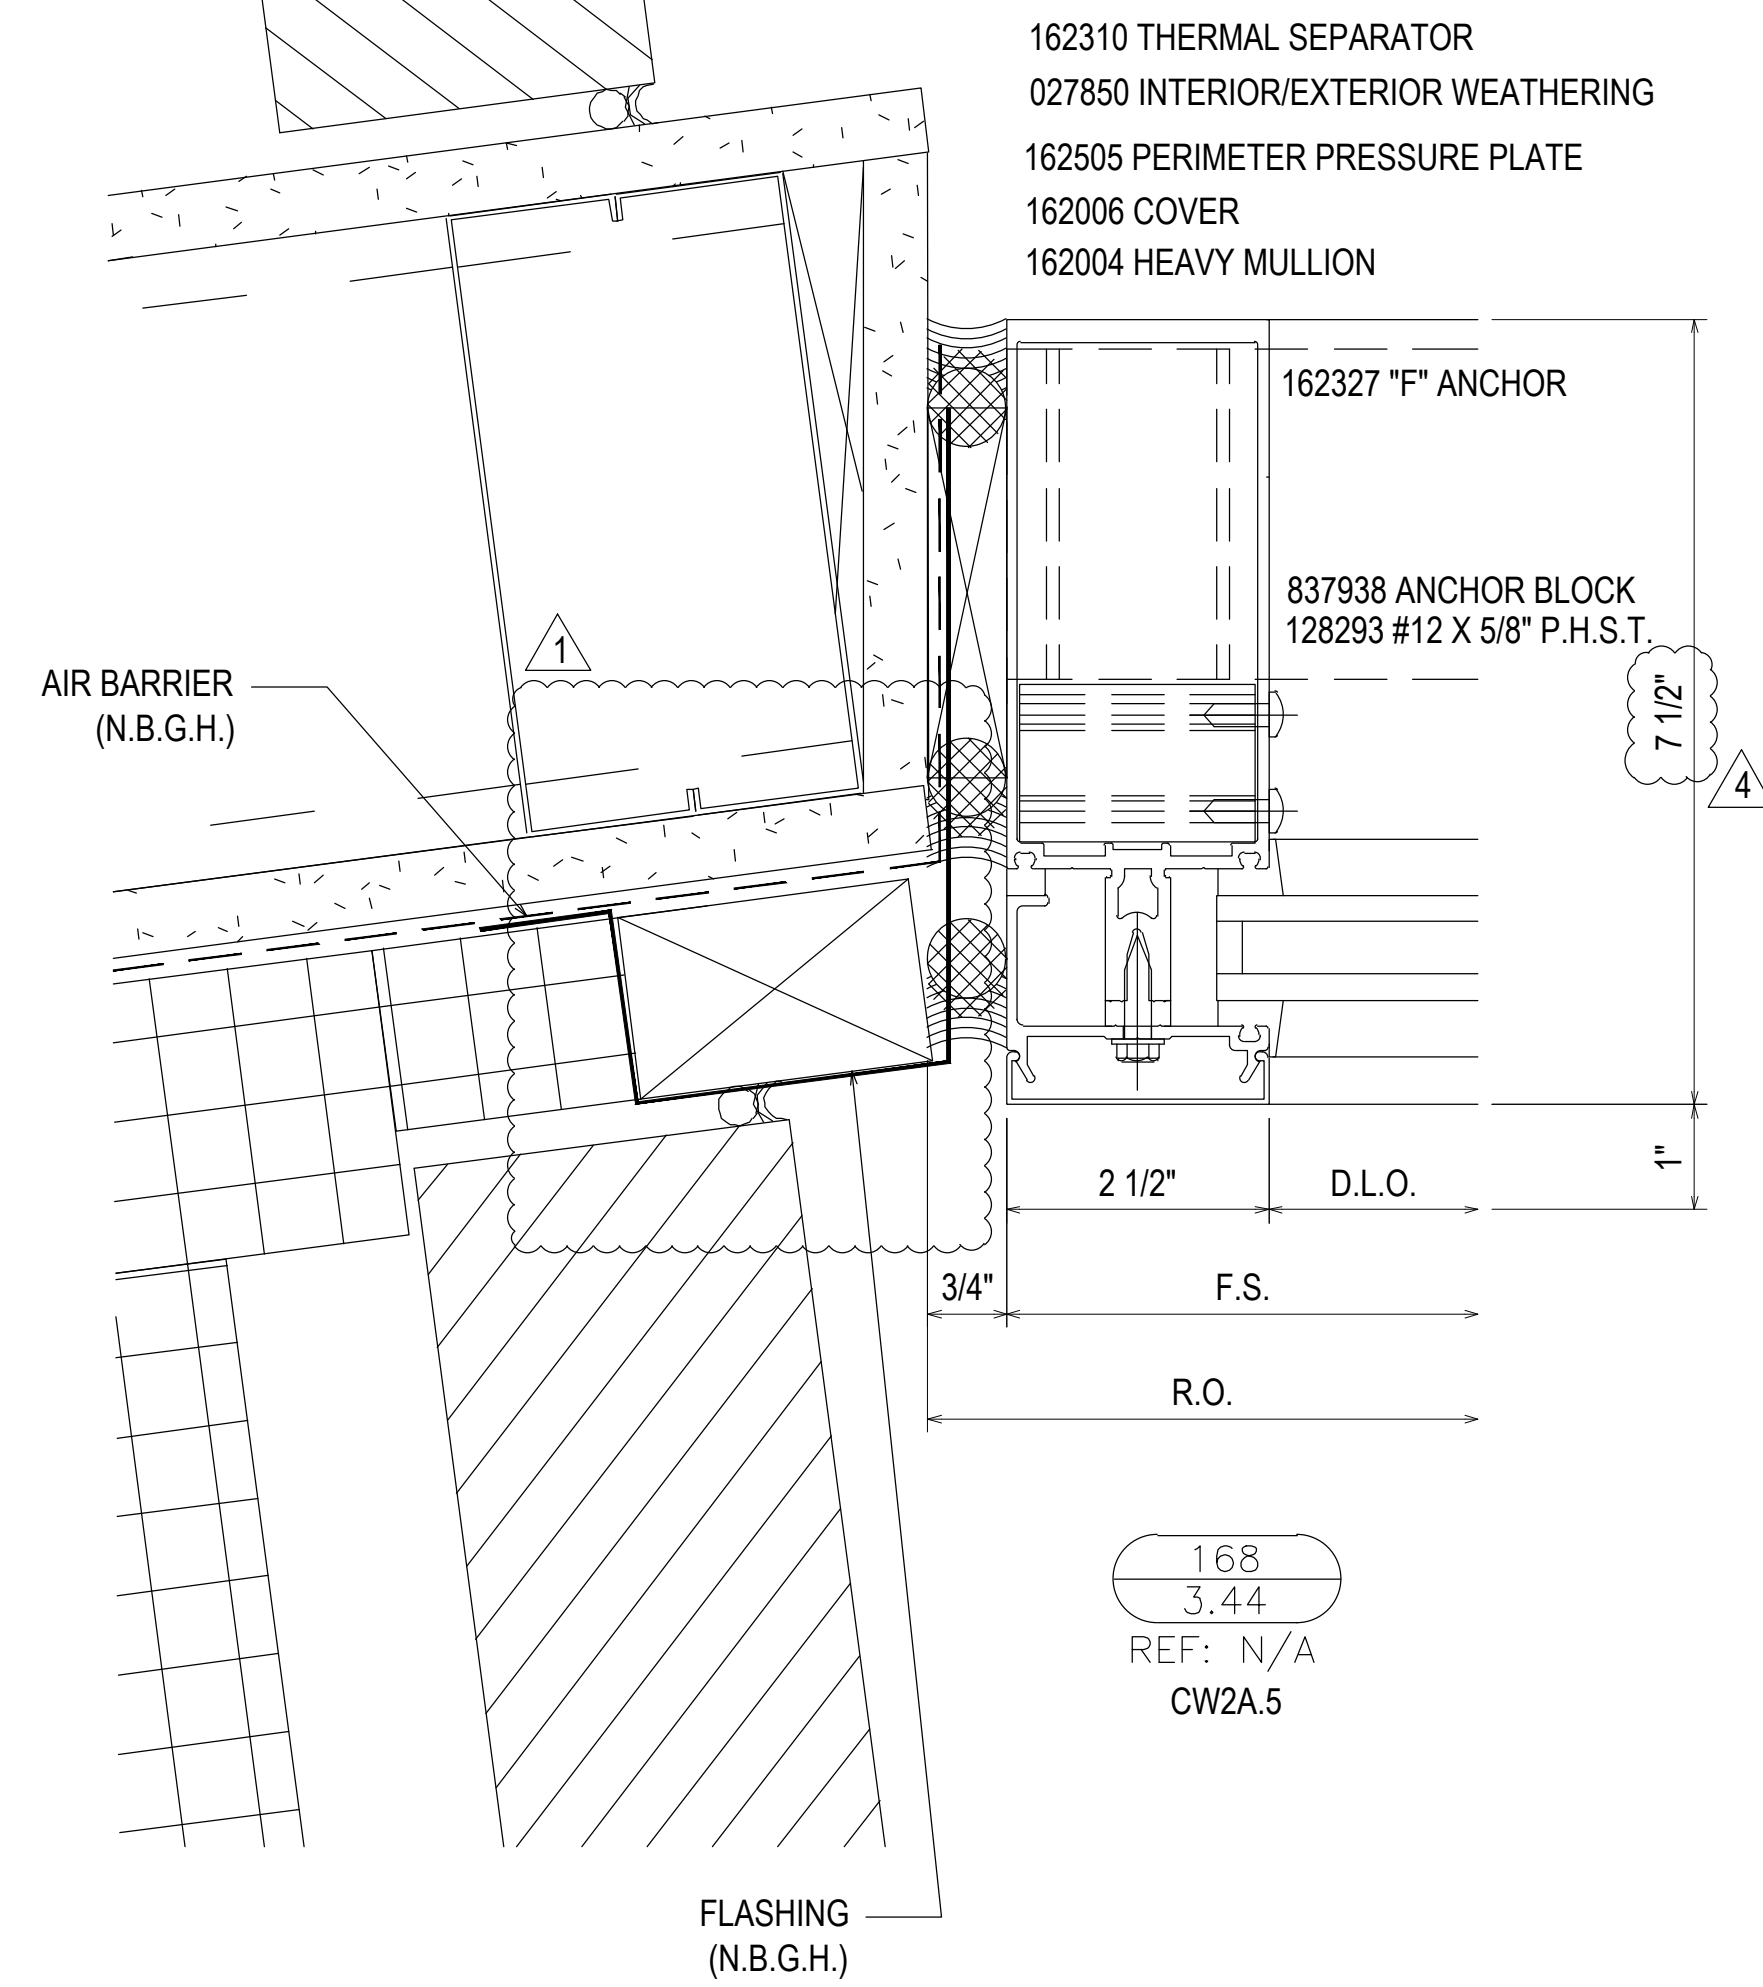 162310 THERMAL SEPARATOR
027850 INTERIOR/EXTERIOR WEATHERING
162505 PERIMETER PRESSURE PLATE
162006 COVER
162004 HEAVY MULLION
162327 "F" ANCHOR
837938 ANCHOR BLOCK
128293 #12 X 5/8" P.H.S.T.
1
AIR BARRIER
(N.B.G.H.)
7 1/2"
4
1"
2 1/2"
D.L.O.
3/4"
F.S.
R.O.
168
3.44
REF: N/A
CW2A.5
FLASHING
(N.B.G.H.)